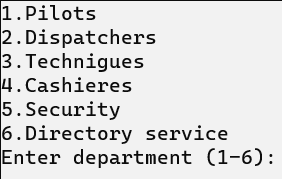 1.Pilots
2.Dispatchers
3.Technigues
4.Cashieres
5.Security
6.Directory service
Enter department (1-6):